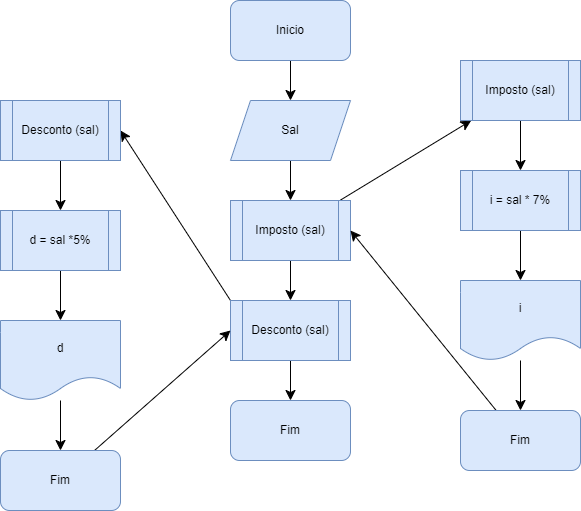 Inicio
Sal
Imposto (sal)
Desconto (sal)
Fim
Desconto (sal)
d = sal *5%
d
Fim
Imposto (sal)
i = sal * 7%
i
Fim